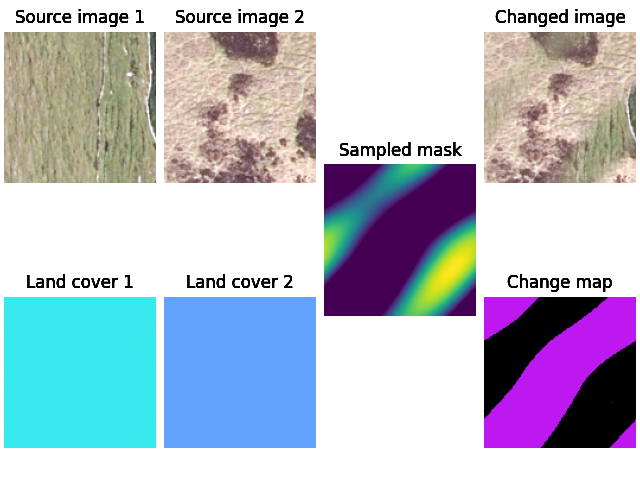 Source image 1
Source image 2
Changed image
Sampled mask
Land cover 1
Land cover 2
Change map